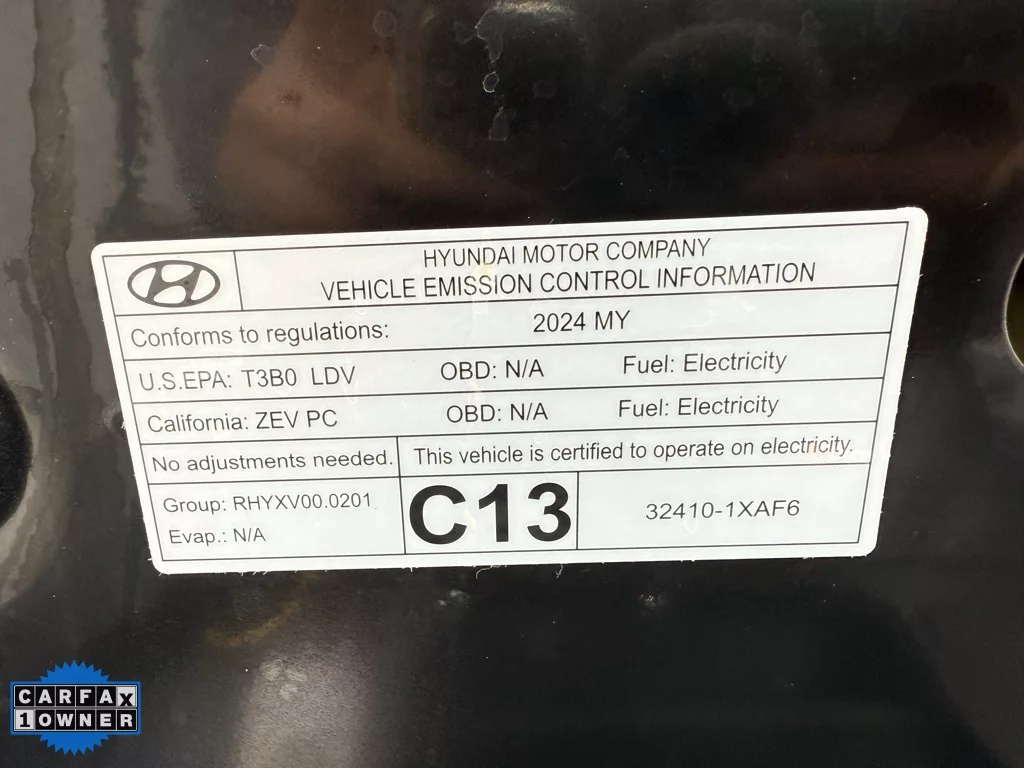 HYUNDAI MOTOR COMPANY
VEHICLE EMISSION CONTROL INFORMATION
Conforms to regulations: 2024 MY
U.S.EPA: T3B0 LDV OBD: N/A Fuel: Electricity
California: ZEV PC OBD: N/A Fuel: Electricity
No adjustments needed. This vehicle is certified to operate on electricity.
Group: RHYXV00.0201
Evap.: N/A
C13
32410-1XAF6
CARFAX
1 OWNER